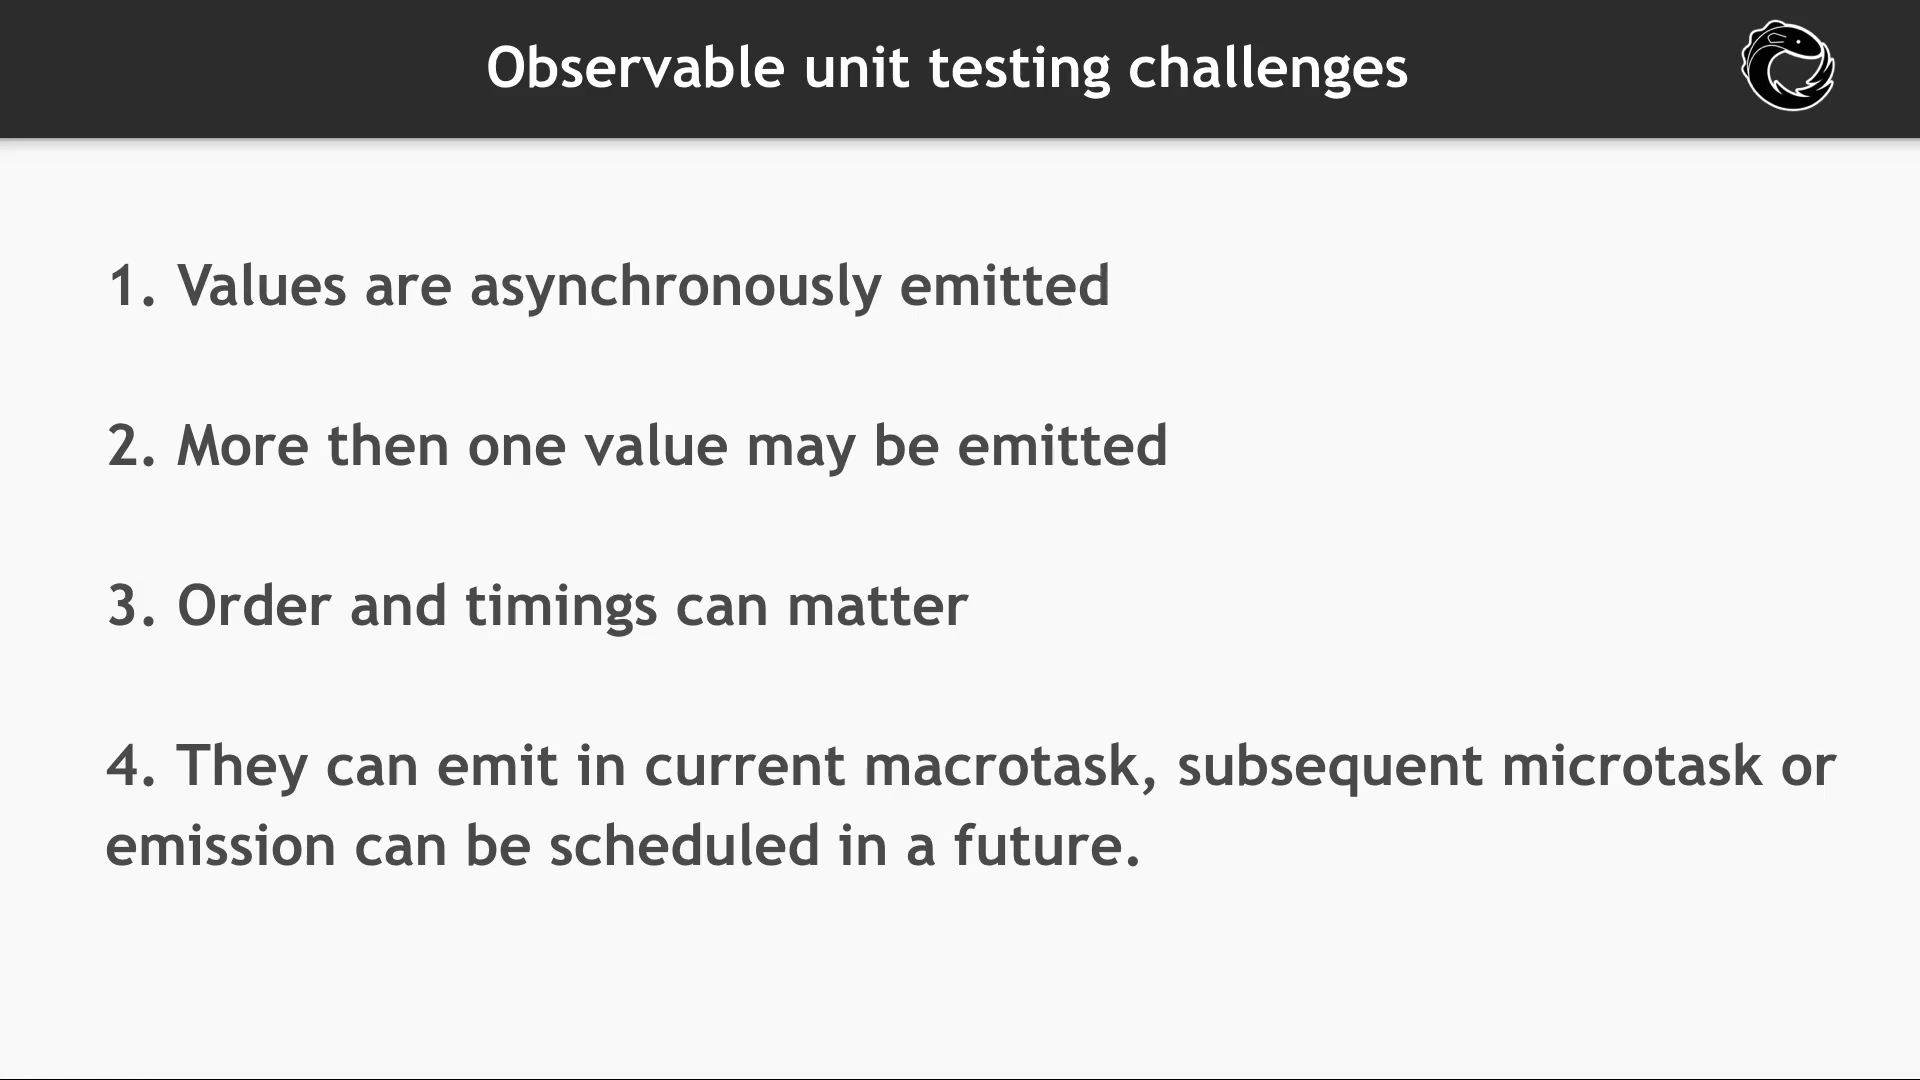 Observable unit testing challenges
1. Values are asynchronously emitted
2. More then one value may be emitted
3. Order and timings can matter
4. They can emit in current macrotask, subsequent microtask or
emission can be scheduled in a future.